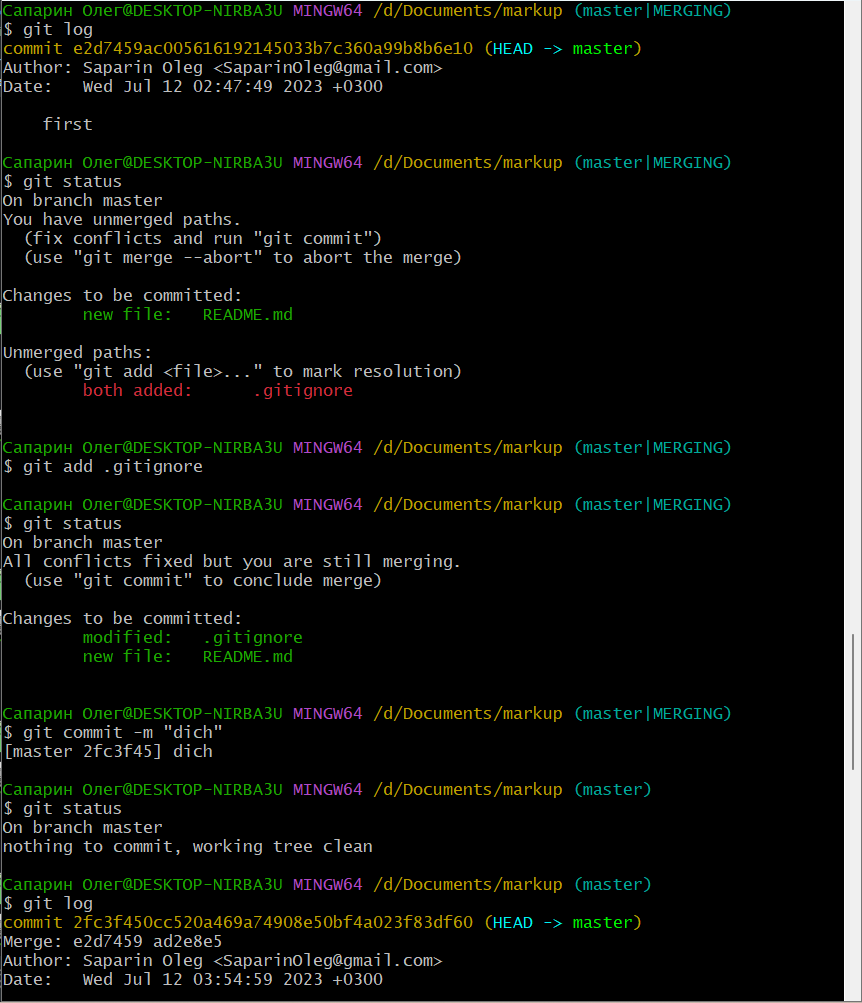 Сапарин Олег@DESKTOP-NIRBA3U MINGW64 /d/Documents/markup (master|MERGING)
$ git log
commit e2d7459ac005616192145033b7c360a99b8b6e10 (HEAD -> master)
Author: Saparin Oleg <SaparinOleg@gmail.com>
Date:   Wed Jul 12 02:47:49 2023 +0300
    first
Сапарин Олег@DESKTOP-NIRBA3U MINGW64 /d/Documents/markup (master|MERGING)
$ git status
On branch master
You have unmerged paths.
  (fix conflicts and run "git commit")
  (use "git merge --abort" to abort the merge)
Changes to be committed:
        new file:   README.md
Unmerged paths:
  (use "git add <file>..." to mark resolution)
        both added:      .gitignore
Сапарин Олег@DESKTOP-NIRBA3U MINGW64 /d/Documents/markup (master|MERGING)
$ git add .gitignore
Сапарин Олег@DESKTOP-NIRBA3U MINGW64 /d/Documents/markup (master|MERGING)
$ git status
On branch master
All conflicts fixed but you are still merging.
  (use "git commit" to conclude merge)
Changes to be committed:
        modified:   .gitignore
        new file:   README.md
Сапарин Олег@DESKTOP-NIRBA3U MINGW64 /d/Documents/markup (master|MERGING)
$ git commit -m "dich"
[master 2fc3f45] dich
Сапарин Олег@DESKTOP-NIRBA3U MINGW64 /d/Documents/markup (master)
$ git status
On branch master
nothing to commit, working tree clean
Сапарин Олег@DESKTOP-NIRBA3U MINGW64 /d/Documents/markup (master)
$ git log
commit 2fc3f450cc520a469a74908e50bf4a023f83df60 (HEAD -> master)
Merge: e2d7459 ad2e8e5
Author: Saparin Oleg <SaparinOleg@gmail.com>
Date:   Wed Jul 12 03:54:59 2023 +0300